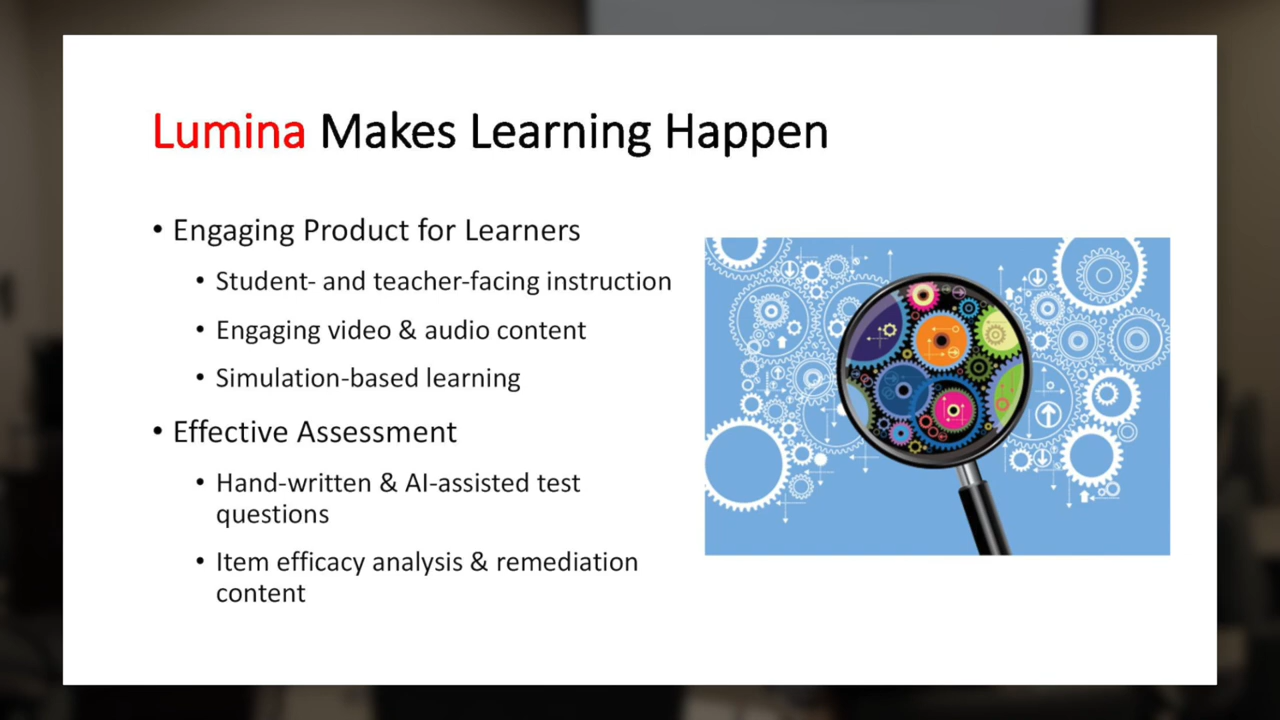 Lumina Makes Learning Happen
• Engaging Product for Learners
• Student- and teacher-facing instruction
• Engaging video & audio content
• Simulation-based learning
• Effective Assessment
• Hand-written & AI-assisted test
questions
• Item efficacy analysis & remediation
content